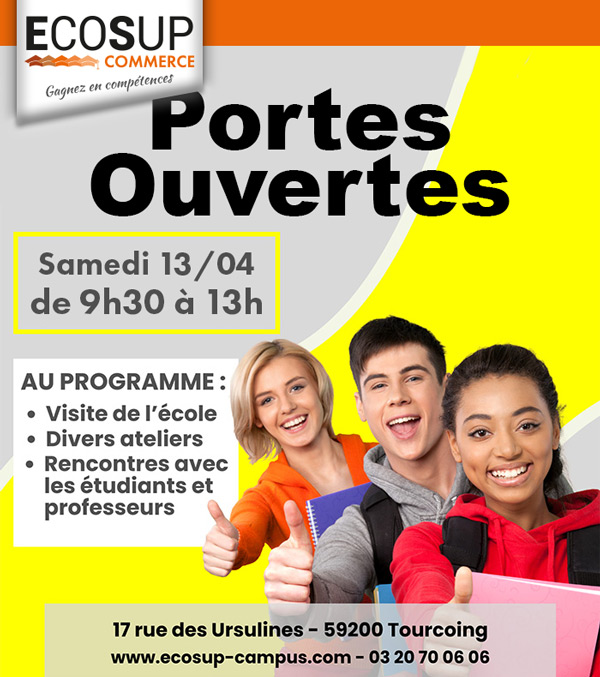 ECOSUP
COMMERCE
Gagnez en compétences
Portes
Ouvertes
Samedi 13/04
de 9h30 à 13h
AU PROGRAMME :
• Visite de l'école
• Divers ateliers
• Rencontres avec
les étudiants et
professeurs
17 rue des Ursulines - 59200 Tourcoing
www.ecosup-campus.com - 03 20 70 06 06